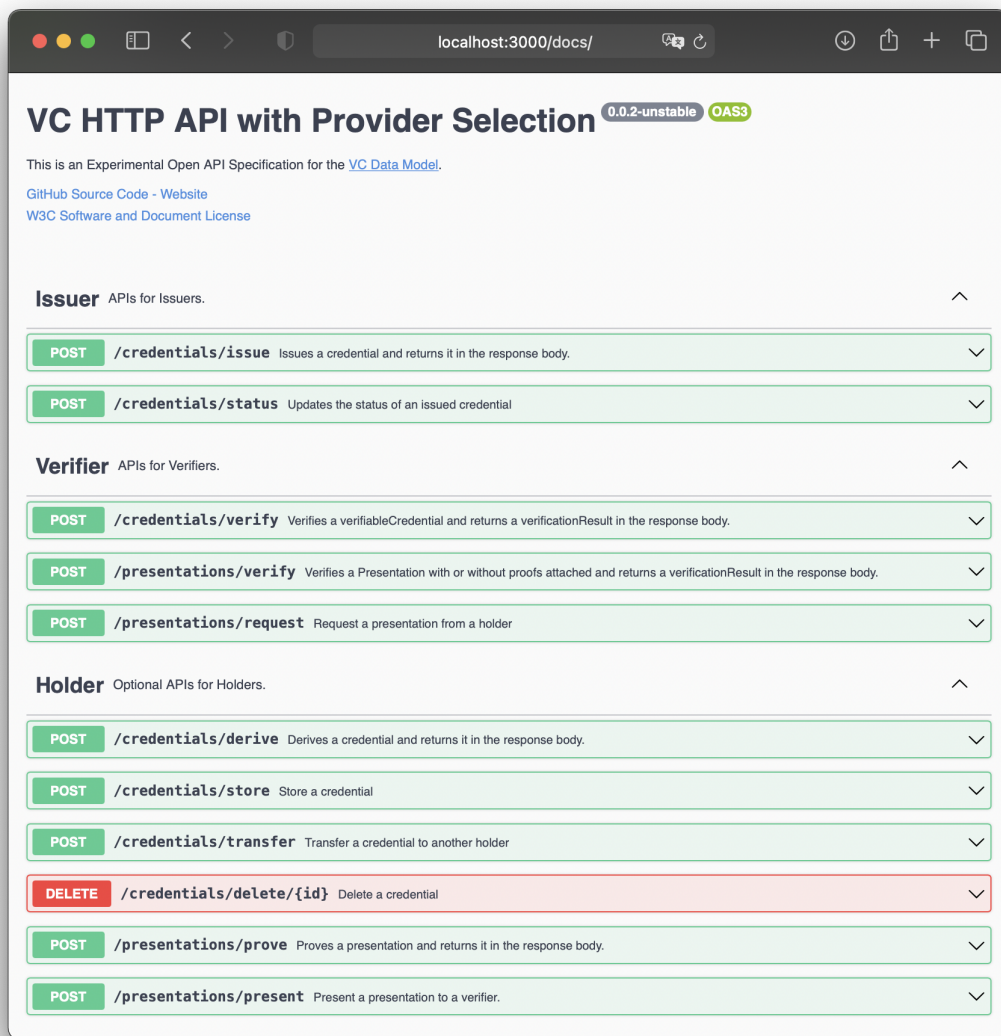 localhost:3000/docs/
VC HTTP API with Provider Selection 0.0.2-unstable OAS3
This is an Experimental Open API Specification for the VC Data Model.
GitHub Source Code - Website
W3C Software and Document License
Issuer APIs for Issuers.
POST /credentials/issue Issues a credential and returns it in the response body.
POST /credentials/status Updates the status of an issued credential
Verifier APIs for Verifiers.
POST /credentials/verify Verifies a verifiableCredential and returns a verificationResult in the response body.
POST /presentations/verify Verifies a Presentation with or without proofs attached and returns a verificationResult in the response body.
POST /presentations/request Request a presentation from a holder
Holder Optional APIs for Holders.
POST /credentials/derive Derives a credential and returns it in the response body.
POST /credentials/store Store a credential
POST /credentials/transfer Transfer a credential to another holder
DELETE /credentials/delete/{id} Delete a credential
POST /presentations/prove Proves a presentation and returns it in the response body.
POST /presentations/present Present a presentation to a verifier.